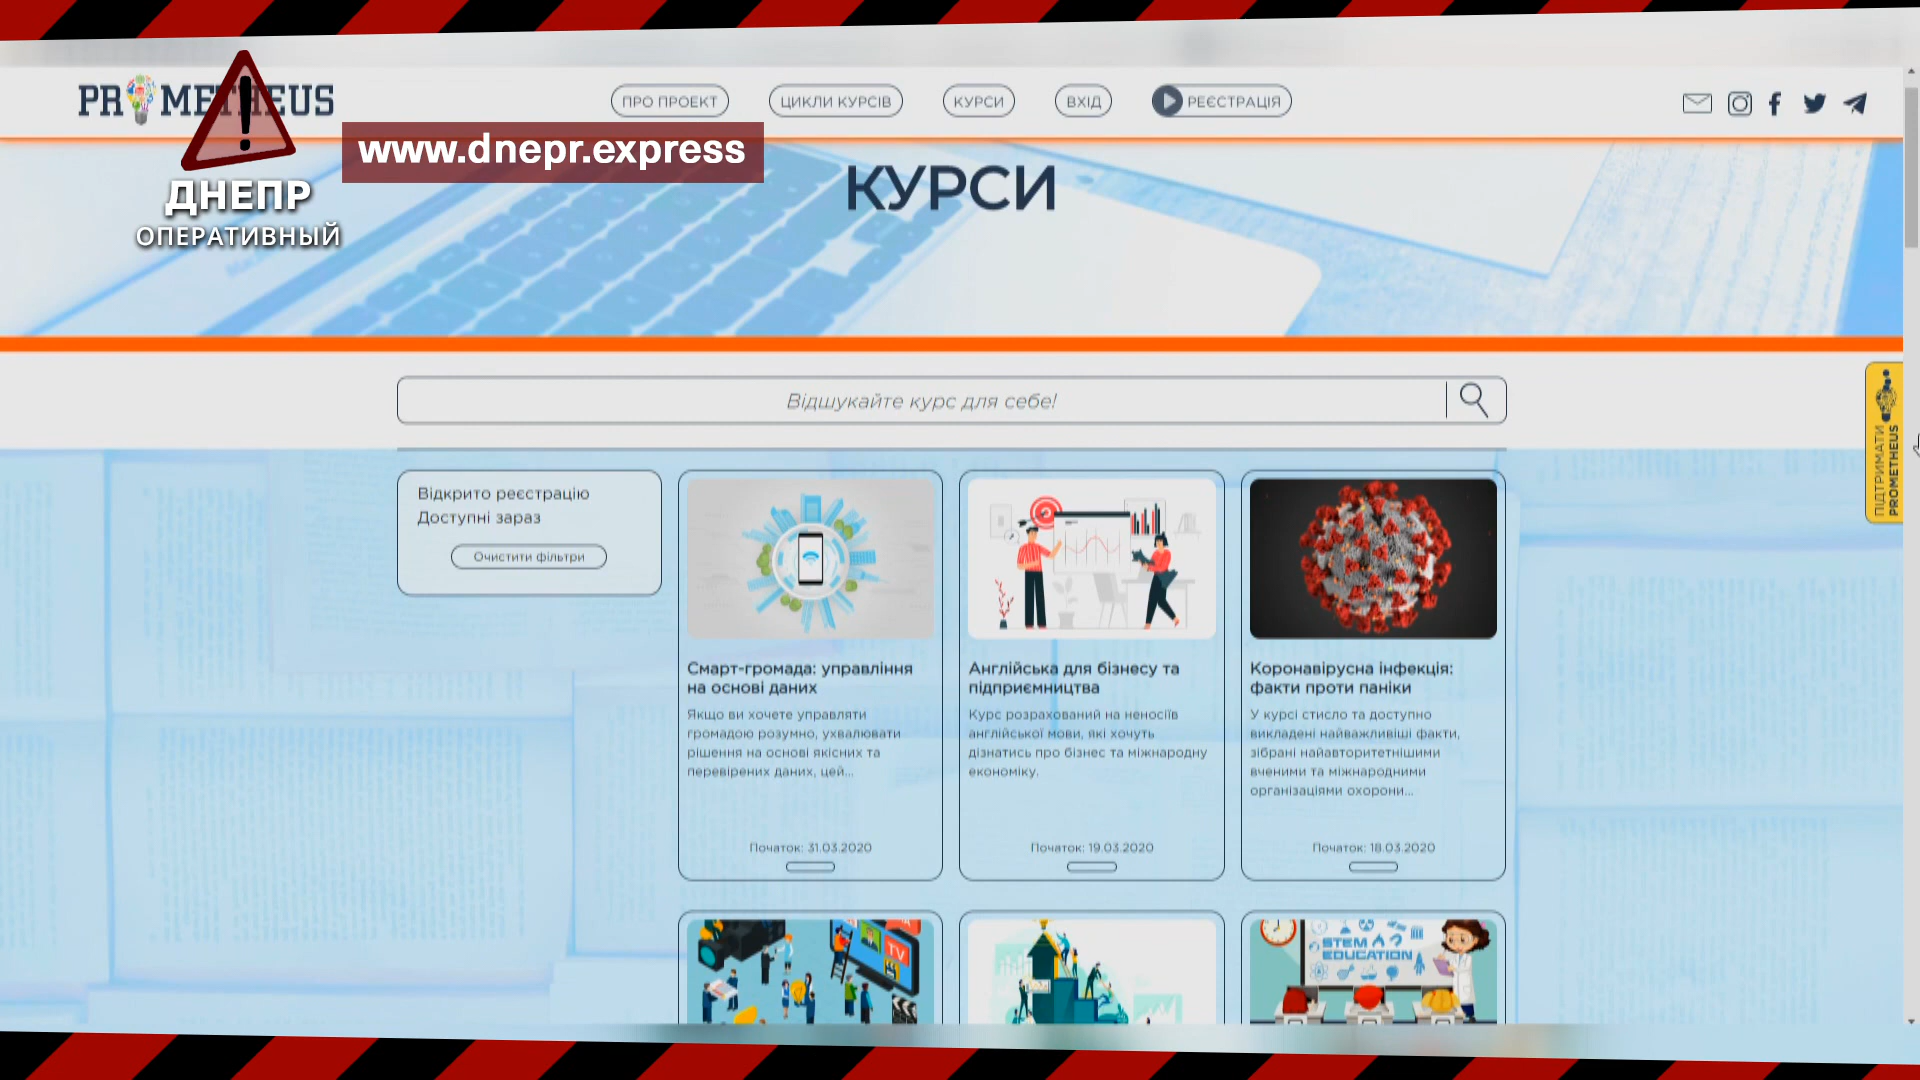 PROMETHEUS
ПРО ПРОЕКТ
ЦИКЛИ КУРСІВ
КУРСИ
ВХІД
РЕЄСТРАЦІЯ
www.dnepr.express
ДНЕПР
ОПЕРАТИВНЫЙ
КУРСИ
Відшукайте курс для себе!
ПІДТРИМАТИ
PROMETHEUS
Відкрито реєстрацію
Доступні зараз
Очистити фільтри
Смарт-громада: управління
на основі даних
Якщо ви хочете управляти
громадою розумно, ухвалювати
рішення на основі якісних та
перевірених даних, цей...
Початок: 31.03.2020
Англійська для бізнесу та
підприємництва
Курс розрахований на неносіїв
англійської мови, які хочуть
дізнатись про бізнес та міжнародну
економіку.
Початок: 19.03.2020
Коронавірусна інфекція:
факти проти паніки
У курсі стисло та доступно
викладені найважливіші факти,
зібрані найавторитетнішими
вченими та міжнародними
організаціями охорони...
Початок: 18.03.2020
TV
STEM
EDUCATION